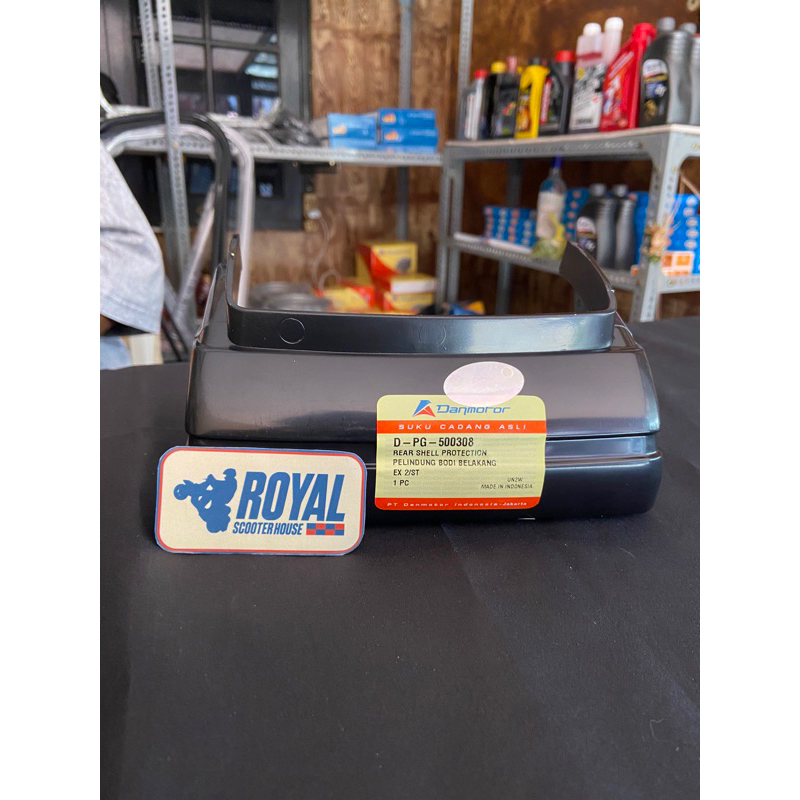 Danmotor
SUKU CADANG ASLI
D-PG-500308
REAR SHELL PROTECTION
PELINDUNG BODI BELAKANG
EX 2/ST
1 PC
UN2W
MADE IN INDONESIA
PT Danmotor Indonesia-Jakarta
ROYAL
SCOOTER HOUSE